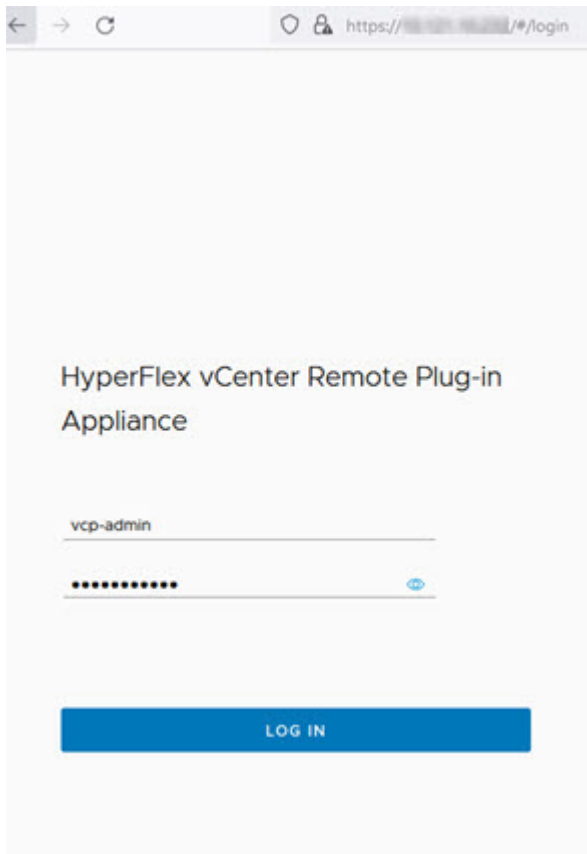 https:// /#/login
HyperFlex vCenter Remote Plug-in
Appliance
vcp-admin
•••••••••••
LOG IN